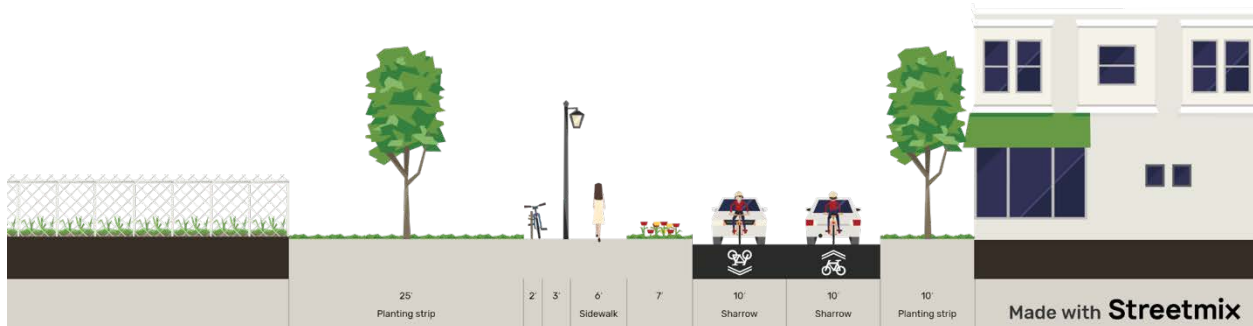 25' 2' 3' 6' 7' 10' 10' 10'
Planting strip Sidewalk Sharrow Sharrow Planting strip
Made with Streetmix